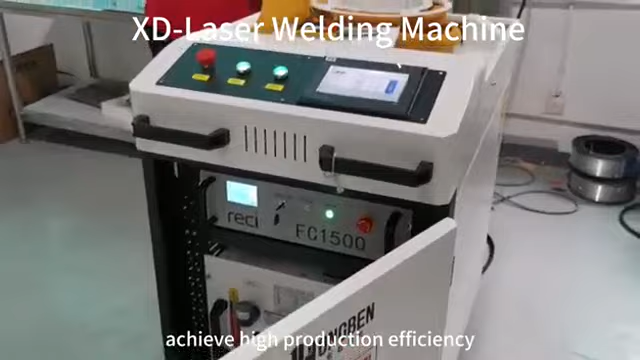 XD-Laser Welding Machine
reci
FC1500
achieve high production efficiency